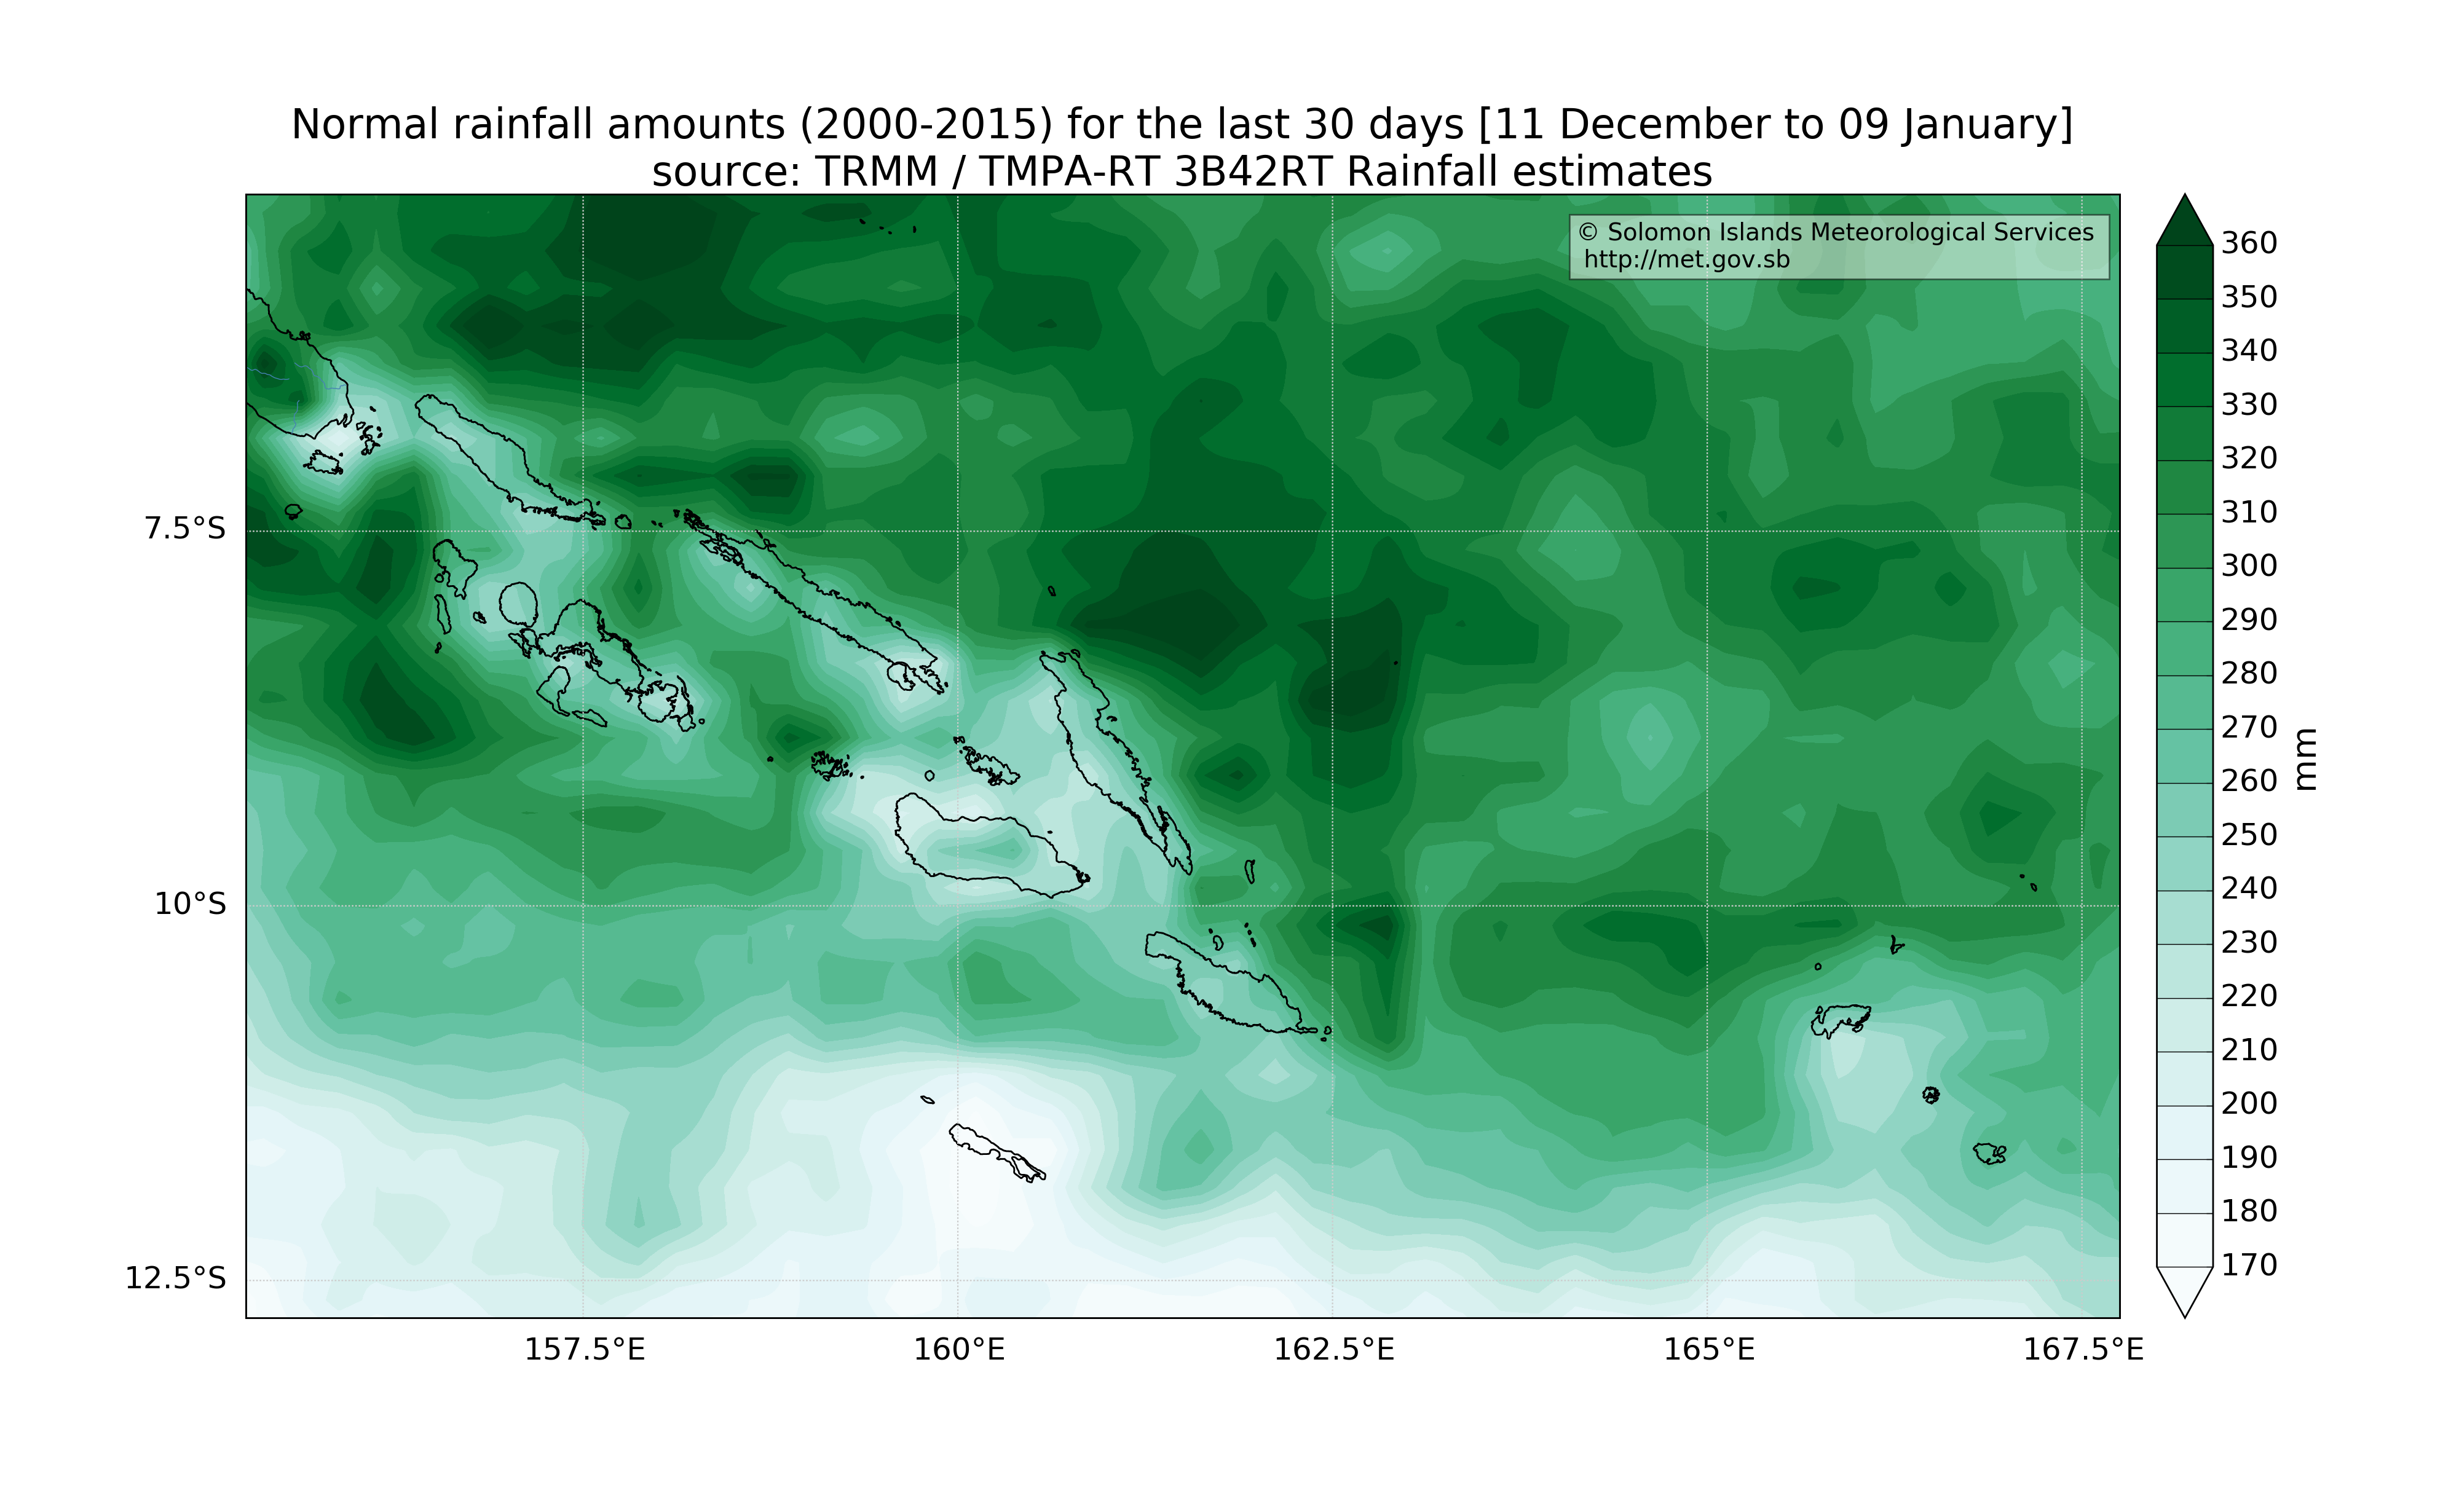 Normal rainfall amounts (2000-2015) for the last 30 days [11 December to 09 January]
source: TRMM / TMPA-RT 3B42RT Rainfall estimates
© Solomon Islands Meteorological Services
http://met.gov.sb
7.5°S
10°S
12.5°S
157.5°E
160°E
162.5°E
165°E
167.5°E
360
350
340
330
320
310
300
290
280
270
260
250
240
230
220
210
200
190
180
170
mm